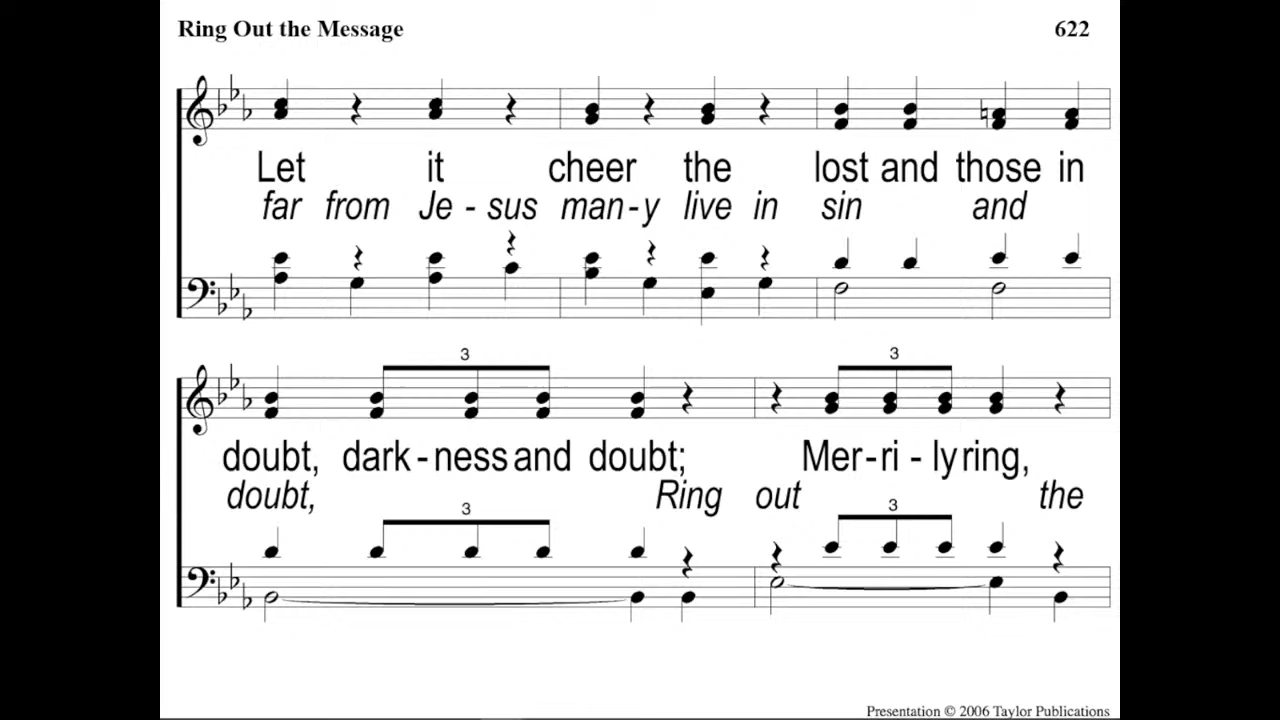 Ring Out the Message 622
Let it cheer the lost and those in
far from Je - sus man - y live in sin and
3
doubt, dark - ness and doubt; Mer - ri - ly ring,
3
doubt, Ring out the
3
3
Presentation © 2006 Taylor Publications